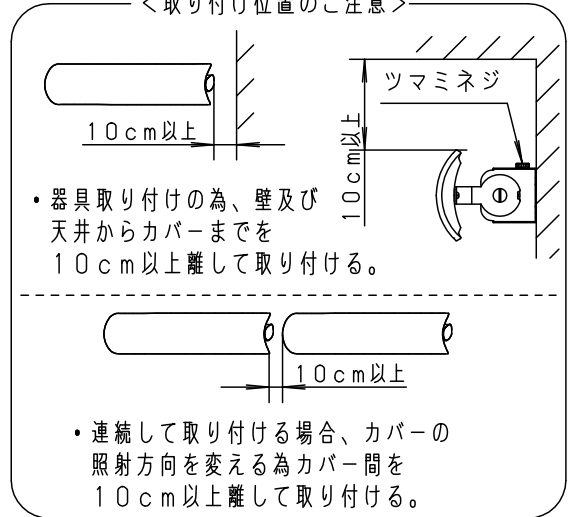 ＜取り付け位置のご注意＞
ツマミネジ
10cm以上
10cm以上
・器具取り付けの為、壁及び
天井からカバーまでを
10cm以上離して取り付ける。
10cm以上
・連続して取り付ける場合、カバーの
照射方向を変える為カバー間を
10cm以上離して取り付ける。